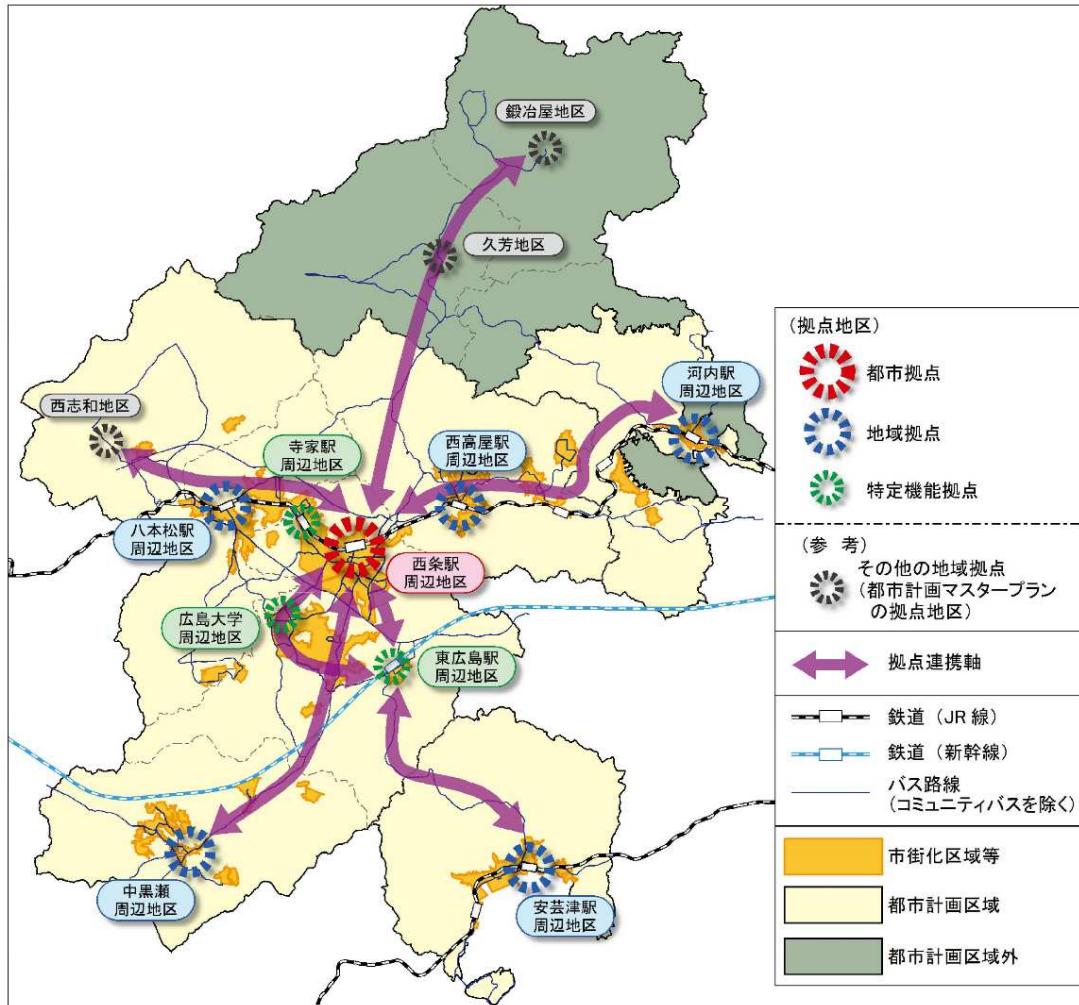 鍛冶屋地区
久芳地区
河内駅
周辺地区
西志和地区
寺家駅
周辺地区
西高屋駅
周辺地区
八本松駅
周辺地区
西条駅
周辺地区
広島大学
周辺地区
東広島駅
周辺地区
中黒瀬
周辺地区
安芸津駅
周辺地区
(拠点地区)
都市拠点
地域拠点
特定機能拠点
(参 考)
その他の地域拠点
(都市計画マスタープラン
の拠点地区)
拠点連携軸
鉄道(JR線)
鉄道(新幹線)
バス路線
(コミュニティバスを除く)
市街化区域等
都市計画区域
都市計画区域外